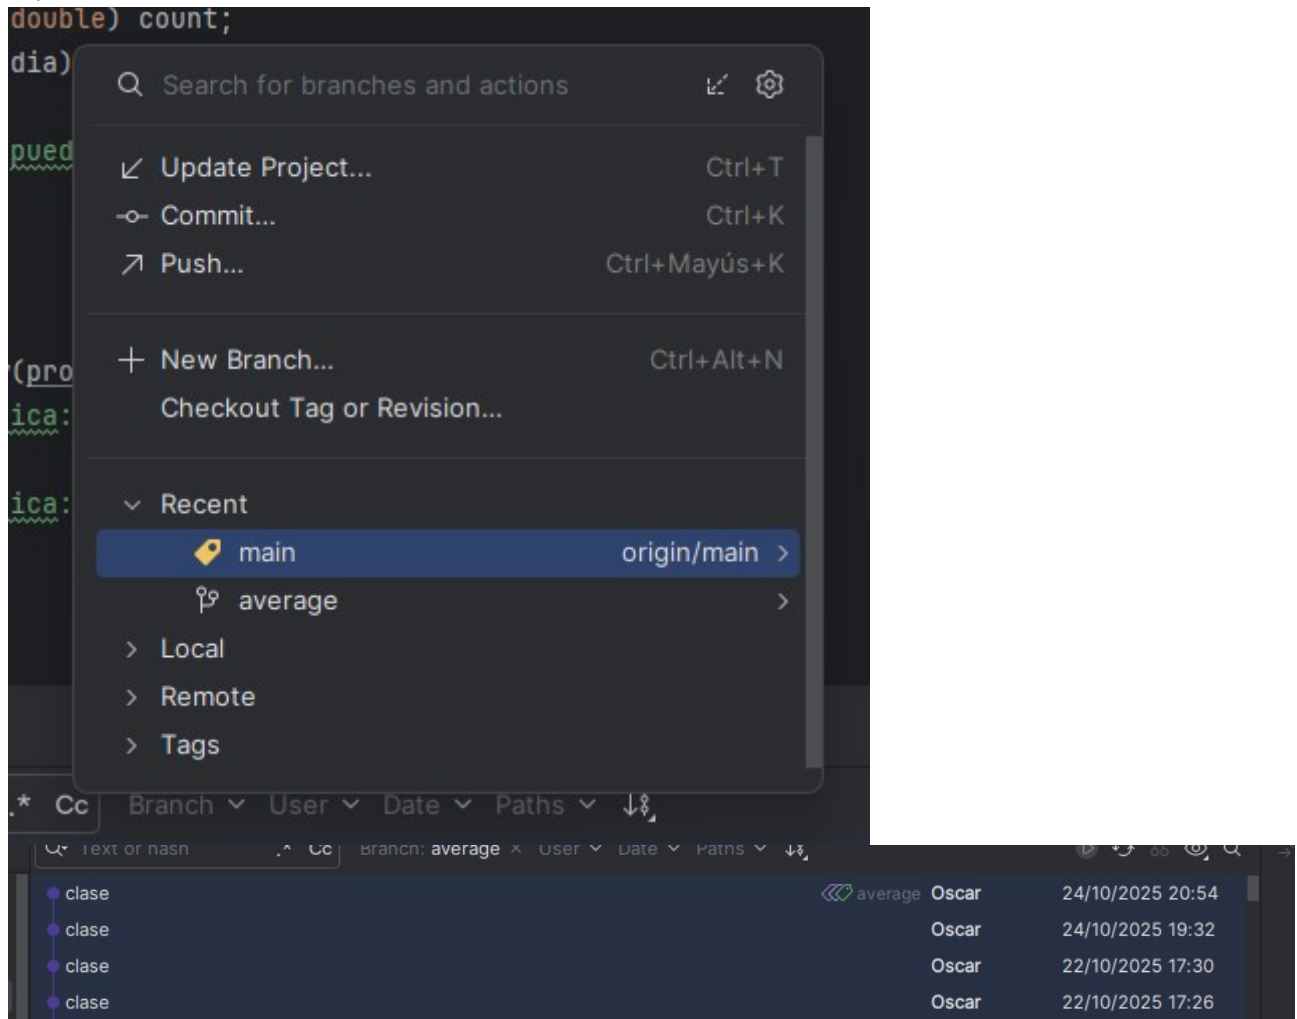 double) count;
dia)
Search for branches and actions
pued
Update Project... Ctrl+T
Commit... Ctrl+K
Push... Ctrl+Mayús+K
New Branch... Ctrl+Alt+N
(pro
Checkout Tag or Revision...
ica:
Recent
ica:
main origin/main
average
Local
Remote
Tags
.* Cc Branch User Date Paths
Text or hash .* Cc Branch: average × User Date Paths
clase average Oscar 24/10/2025 20:54
clase Oscar 24/10/2025 19:32
clase Oscar 22/10/2025 17:30
clase Oscar 22/10/2025 17:26